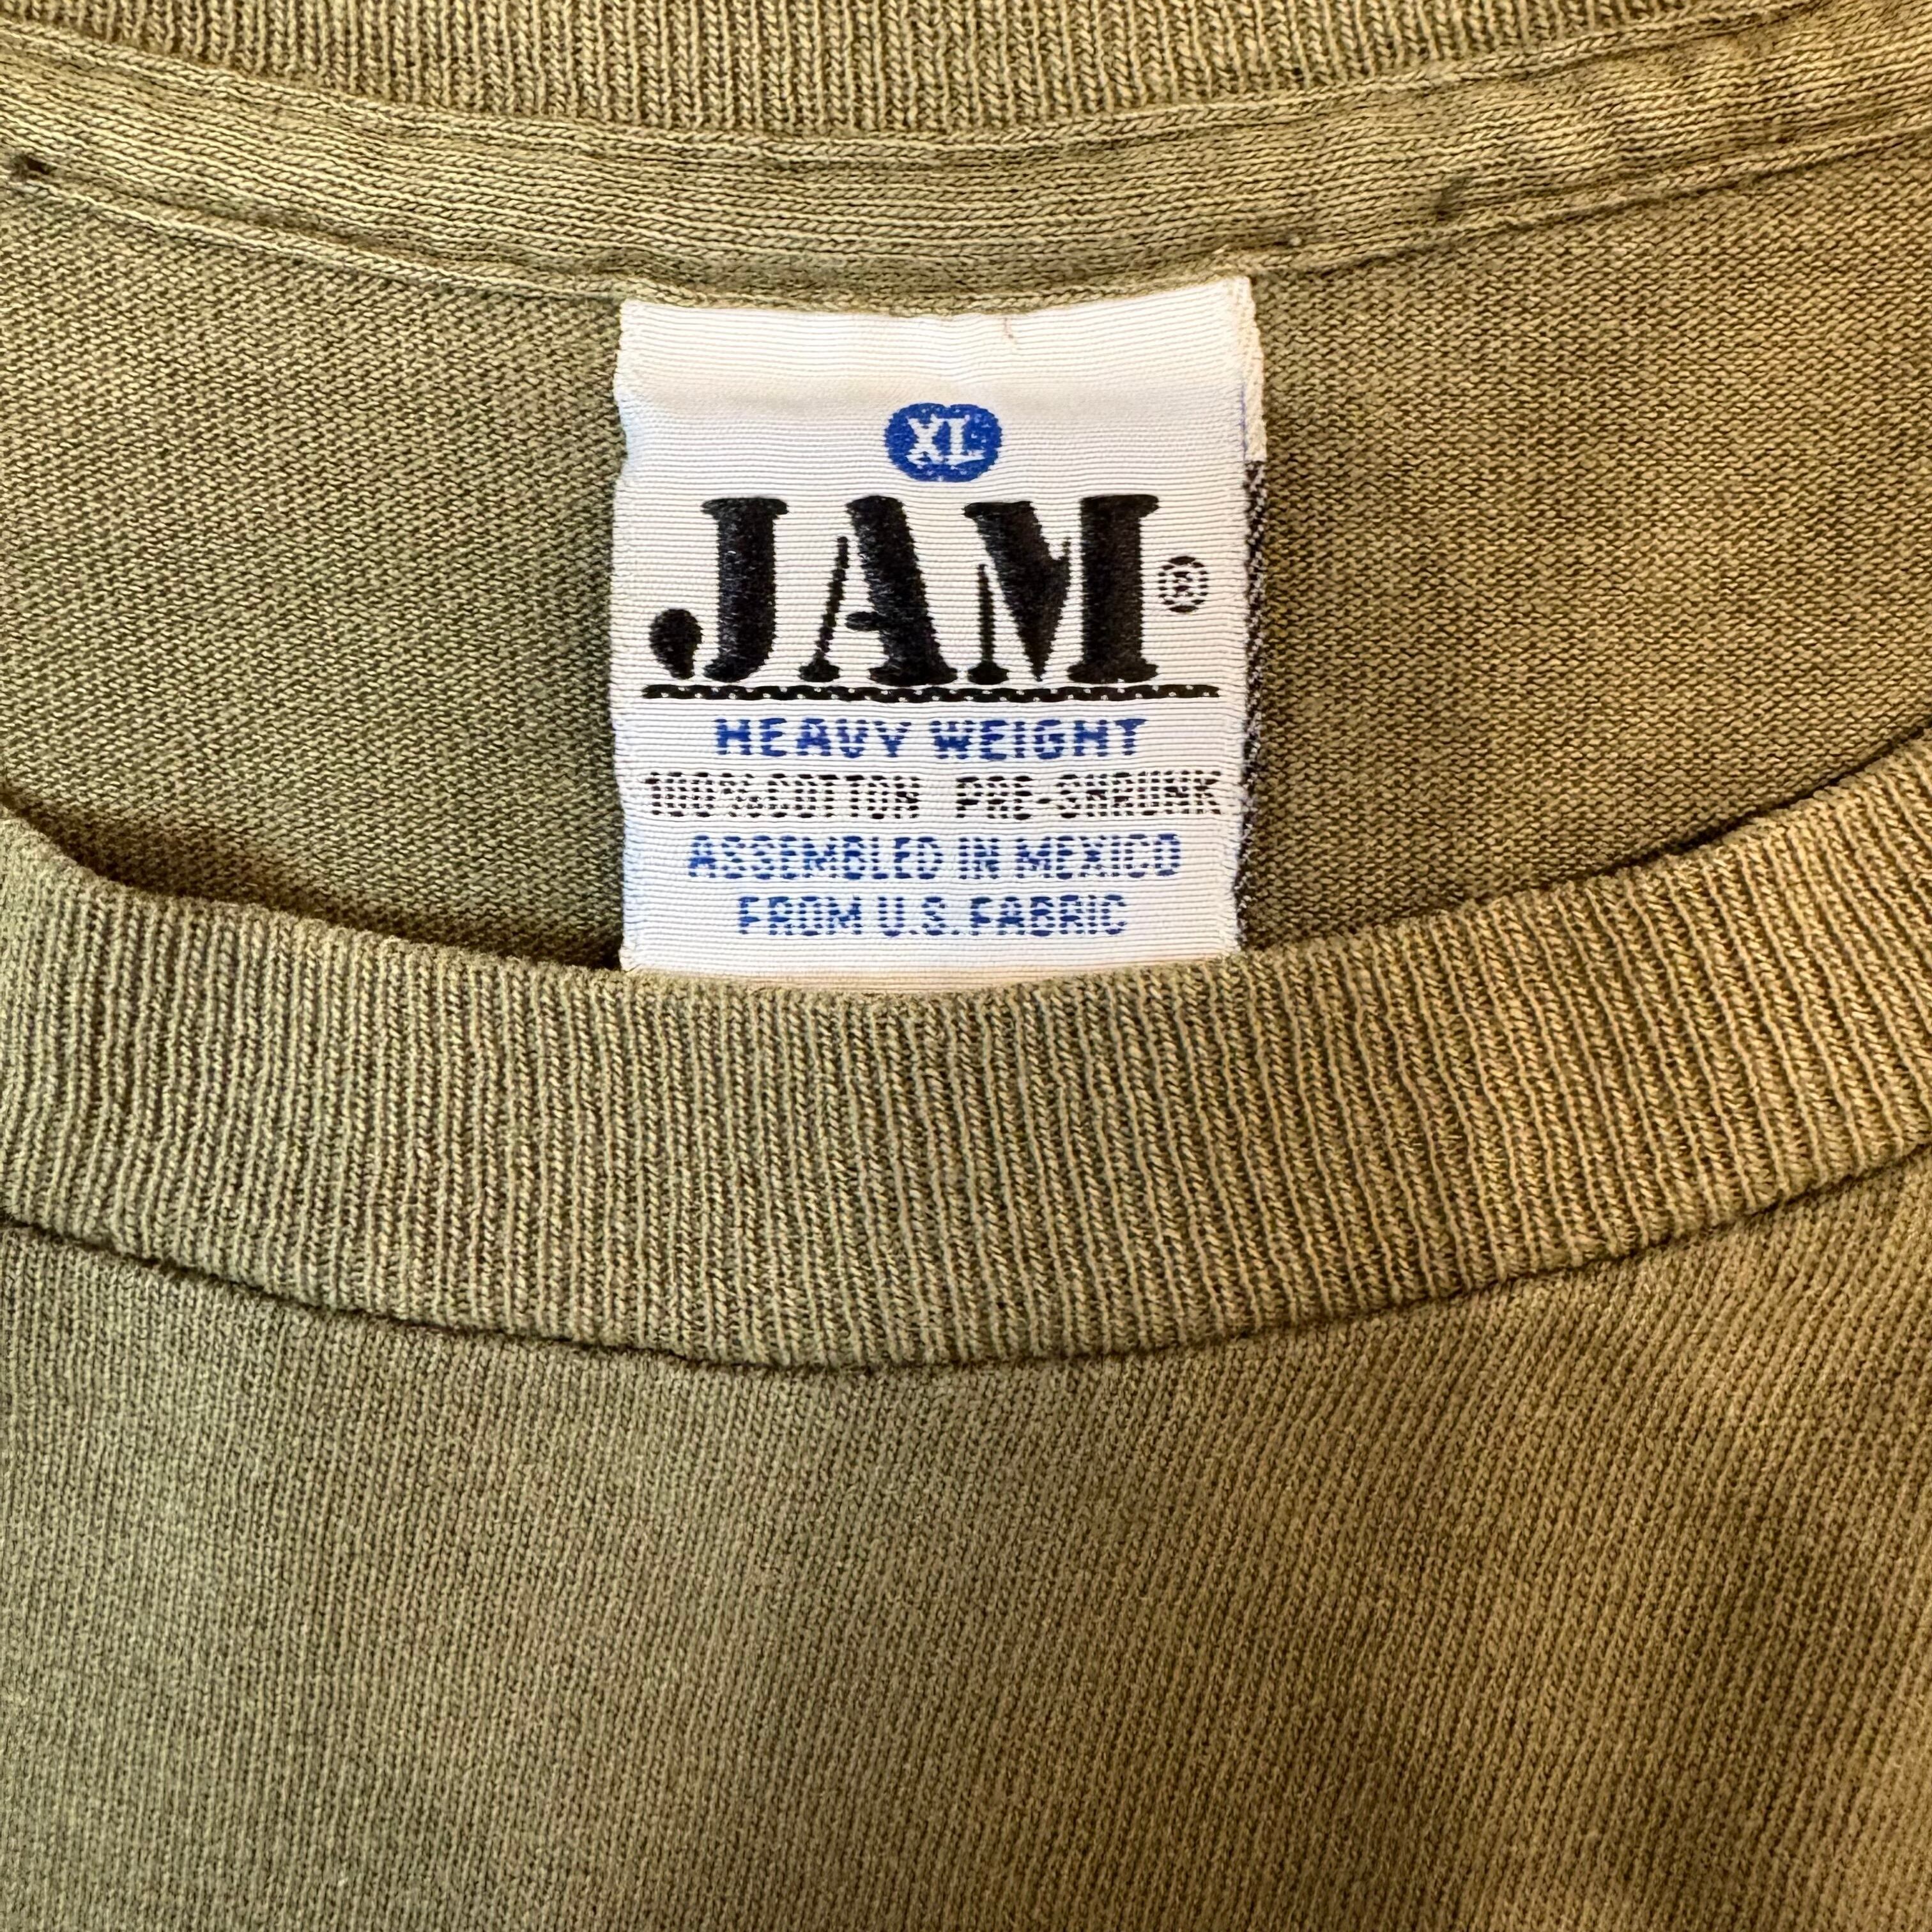 XL
JAM®
HEAVY WEIGHT
100% COTTON PRE-SHRUNK
ASSEMBLED IN MEXICO
FROM U.S. FABRIC